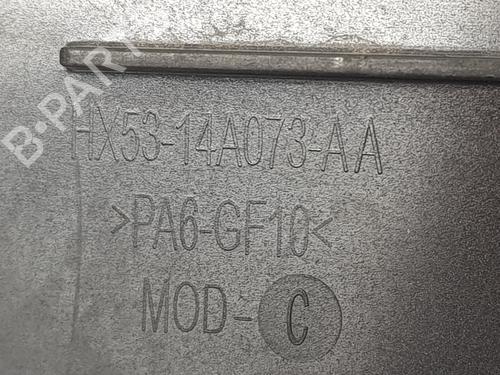 B-PARTS
HX53-14A073-AA
>PA6-GF10<
MOD-C